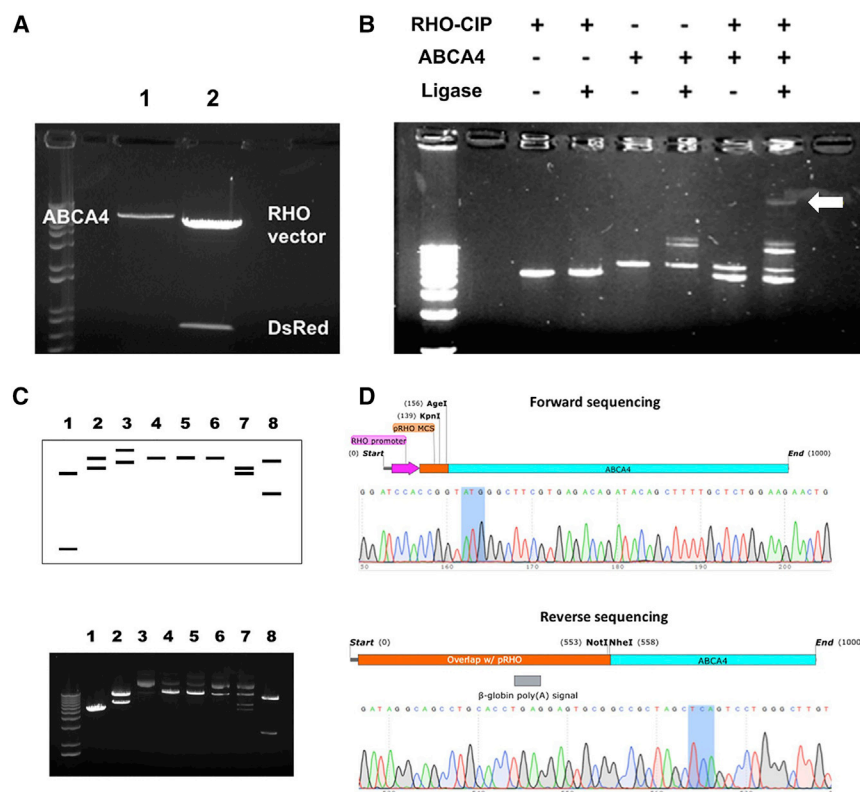 A
1 2
ABCA4
RHO
vector
DsRed
B
RHO-CIP + + - - + +
ABCA4 - - + + + +
Ligase - + - + - +
C
1 2 3 4 5 6 7 8
1 2 3 4 5 6 7 8
D
Forward sequencing
(156) AgeI
(139) KpnI
pRHO MCS
RHO promoter
(0) Start
End (1000)
ABCA4
G G A T C C A C C G G T A T G G G C T T C G T G A G A C A G A T A C A G C T T T T G C T C T G G A A G A A C T G
160 170 180 190 200
Reverse sequencing
Start (0)
(553) NotI NheI (558)
End (1000)
Overlap w/ pRHO
ABCA4
β-globin poly(A) signal
G A T A G G C A G C C T G C A C C T G A G G A G T G C G G C C G C T A G C T C A G T C C T G G G C T T G T